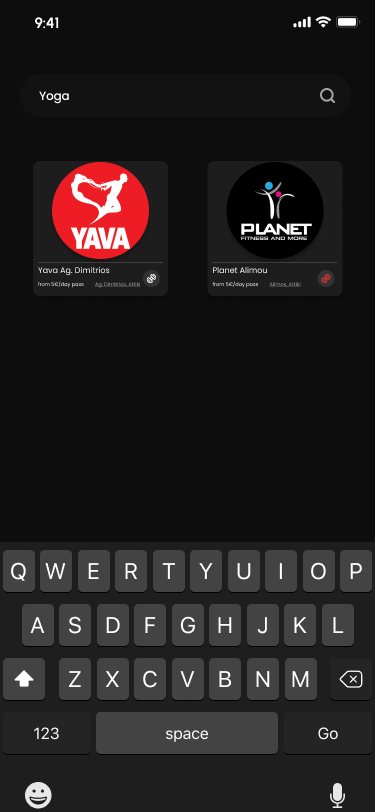 9:41
Yoga
YAVA
PLANET
FITNESS AND MORE
Yava Ag. Dimitrios
from 5€/day pass
Ag. Dimitrios, Attiki
Planet Alimou
from 5€/day pass
Alimos, Attiki
Q W E R T Y U I O P
A S D F G H J K L
Z X C V B N M
123 space Go